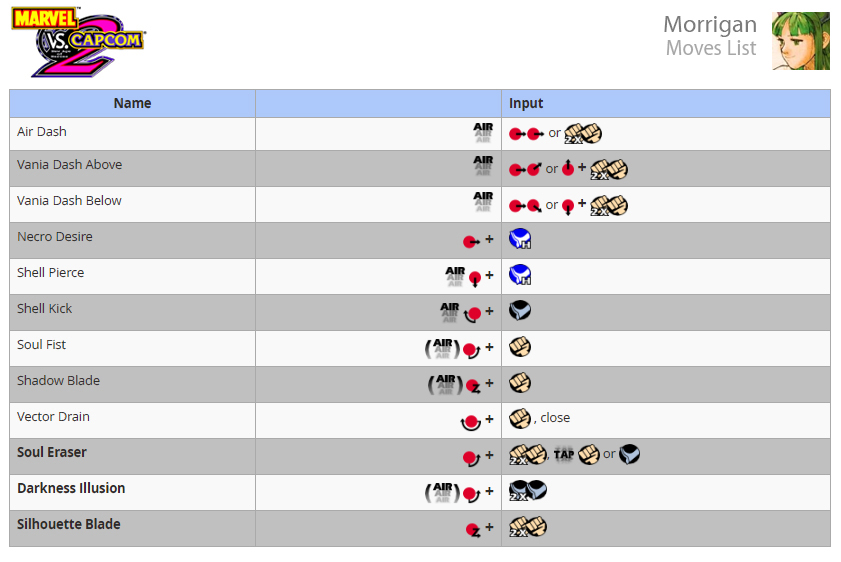 MARVEL
VS. CAPCOM
2
Morrigan
Moves List
Name Input
Air Dash AIR or 2X
Vania Dash Above AIR or + 2X
Vania Dash Below AIR or + 2X
Necro Desire + H
Shell Pierce AIR + H
Shell Kick AIR +
Soul Fist (AIR) +
Shadow Blade (AIR) Z +
Vector Drain + , close
Soul Eraser + 2X, TAP or
Darkness Illusion (AIR) + 2X
Silhouette Blade Z + 2X